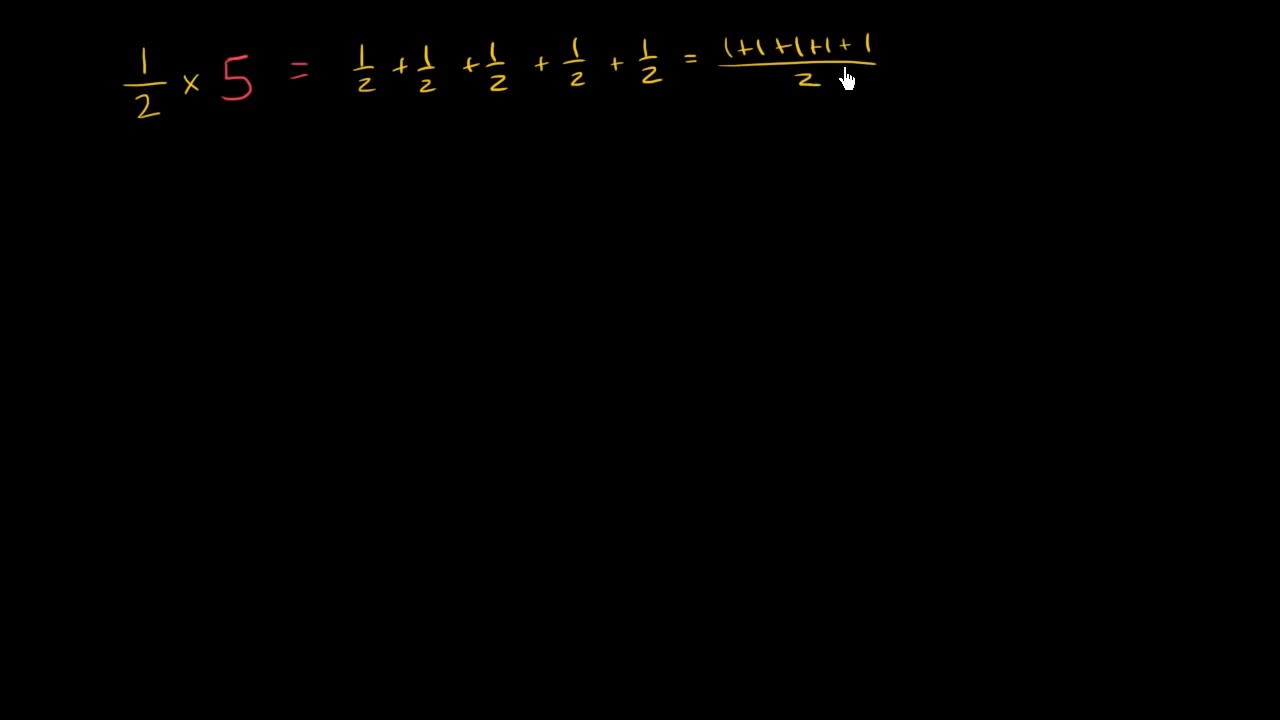 1/2 × 5 = 1/2 + 1/2 + 1/2 + 1/2 + 1/2 = (1+1+1+1+1)/2